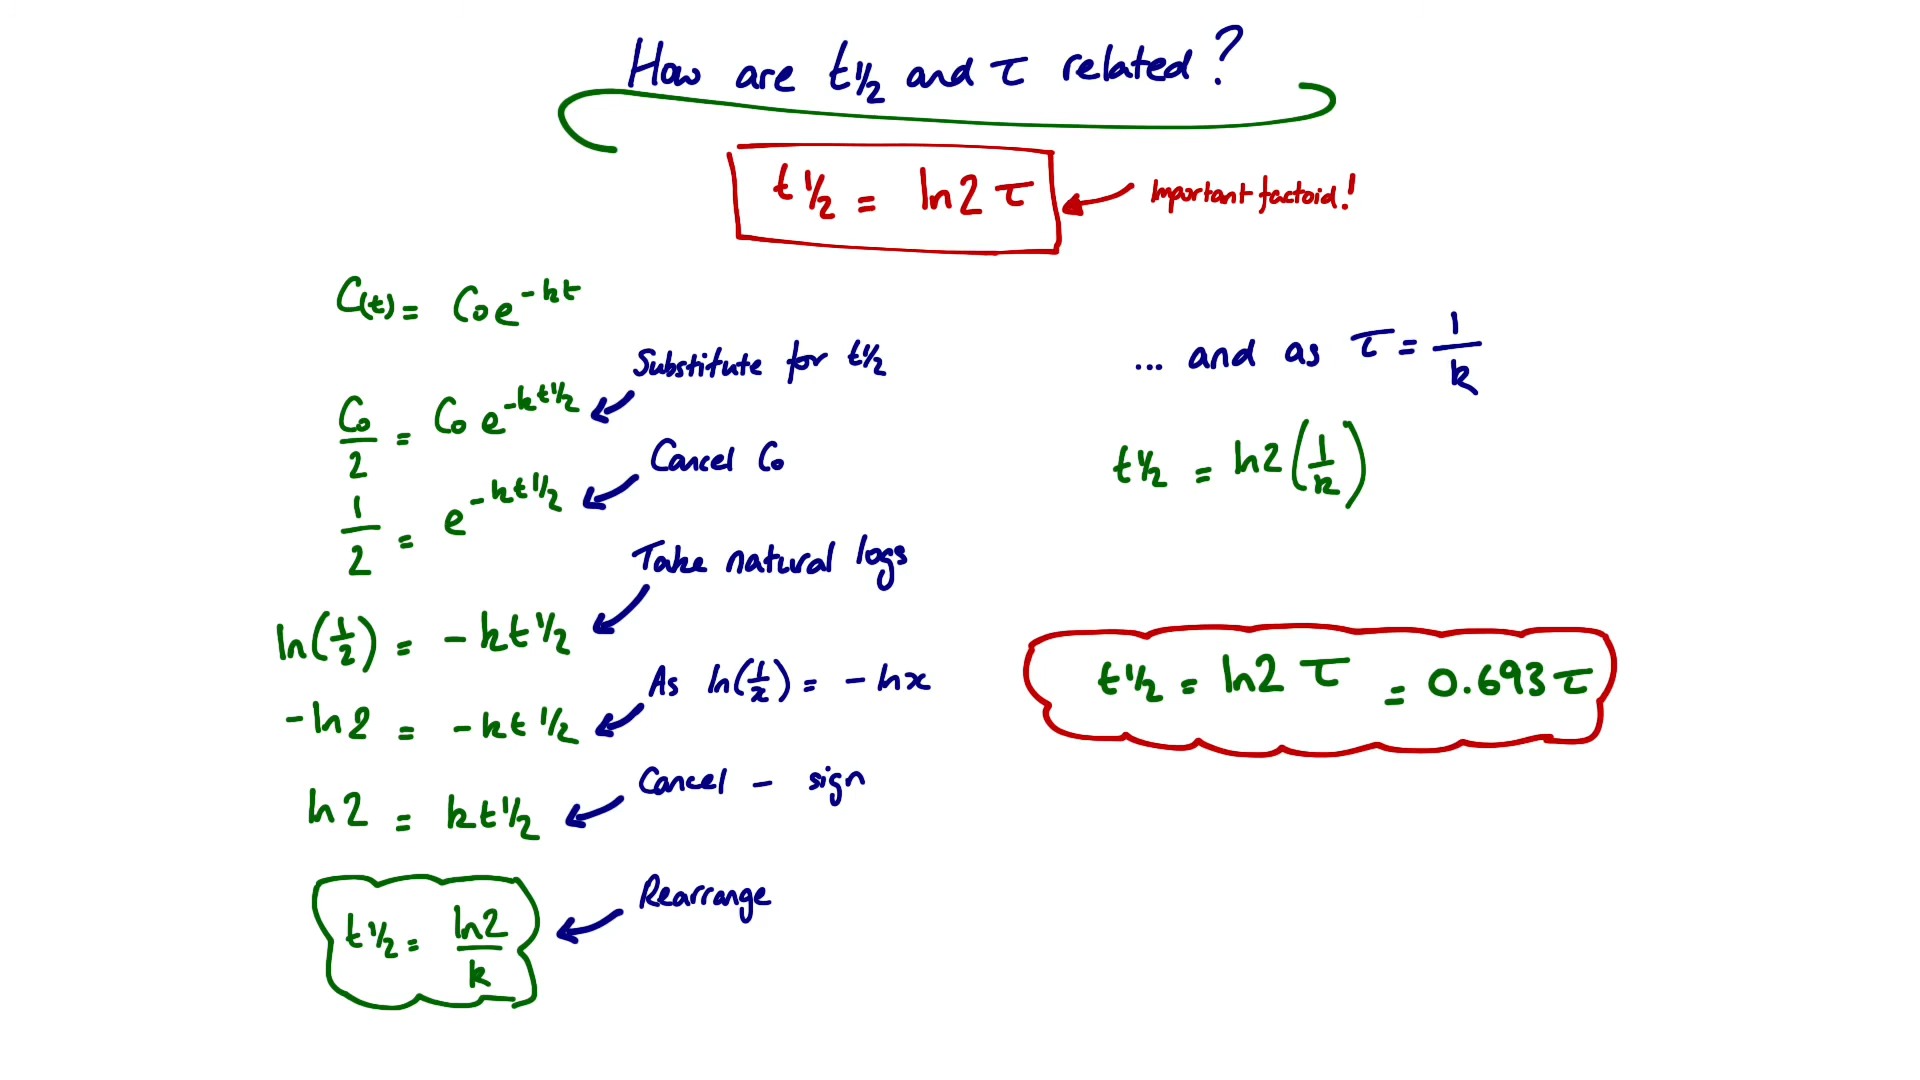 How are t½ and τ related?
t½ = ln2 τ
Important factoid!
C(t) = C₀e^-kt
Substitute for t½
C₀/2 = C₀ e^-kt½
Cancel C₀
1/2 = e^-kt½
Take natural logs
ln(1/2) = -kt½
As ln(1/x) = -lnx
-ln2 = -kt½
Cancel - sign
ln2 = kt½
Rearrange
t½ = ln2/k
... and as τ = 1/k
t½ = ln2(1/k)
t½ = ln2 τ = 0.693τ